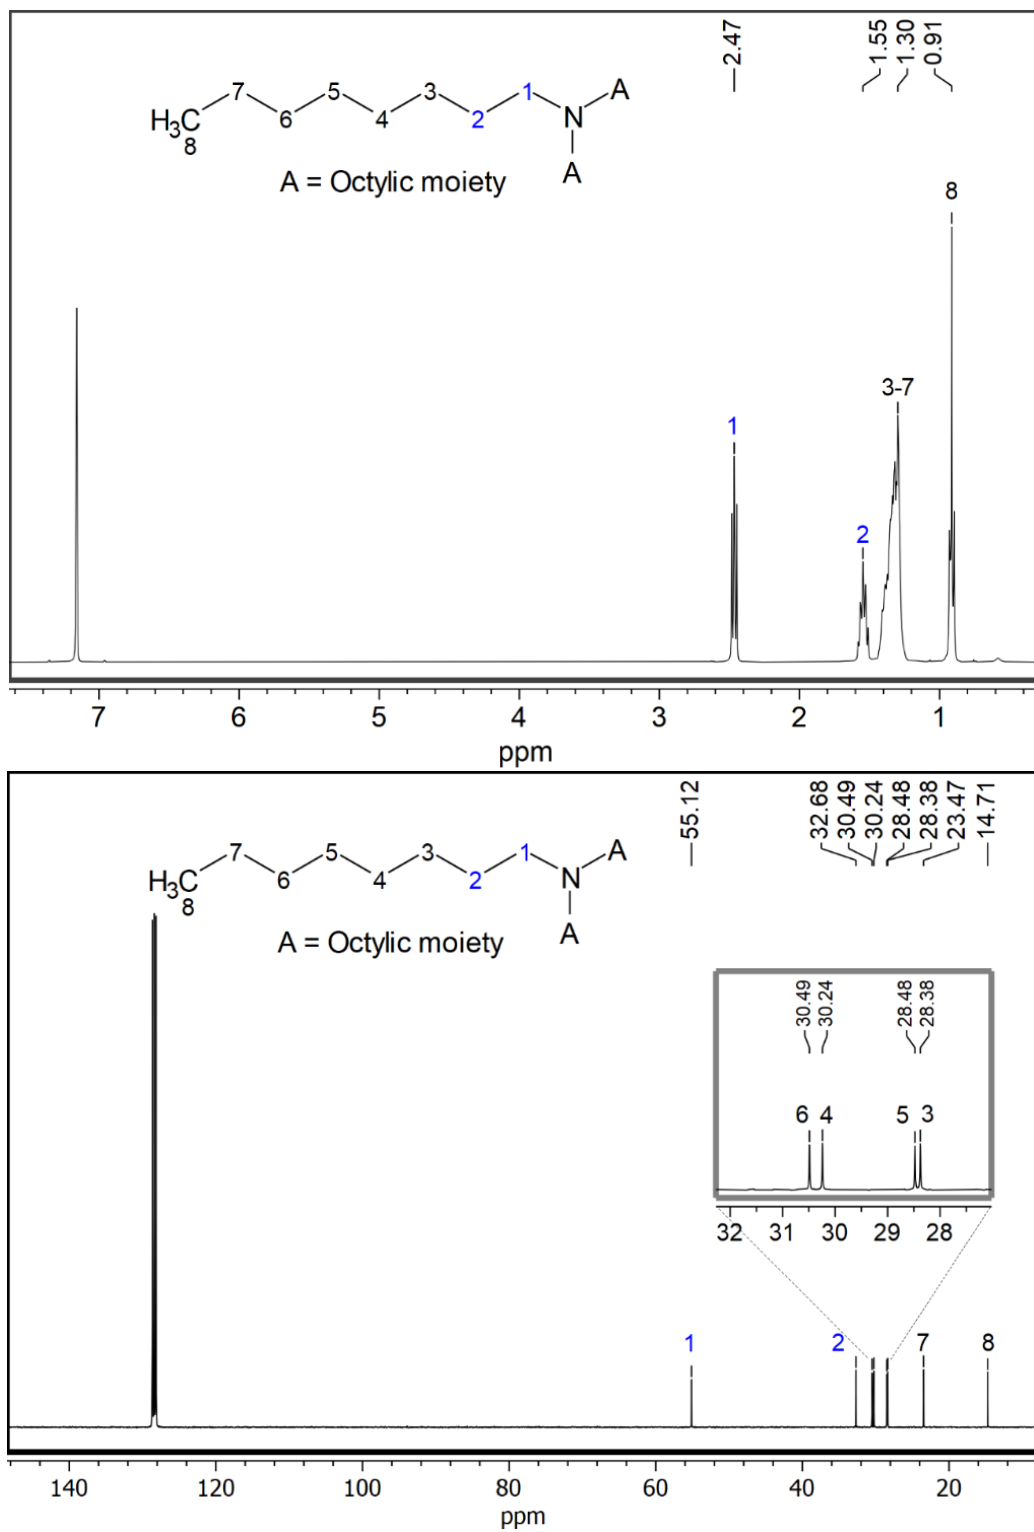 2.47
1.55
1.30
0.91
7 5 3 1 A
H₃C 6 4 2 N
8
A = Octylic moiety A
8
3-7
1
2
7 6 5 4 3 2 1
ppm
55.12
32.68
30.49
30.24
28.48
28.38
23.47
14.71
7 5 3 1 A
H₃C 6 4 2 N
8
A = Octylic moiety A
30.49
30.24
28.48
28.38
6 4 5 3
32 31 30 29 28
1 2 7 8
140 120 100 80 60 40 20
ppm